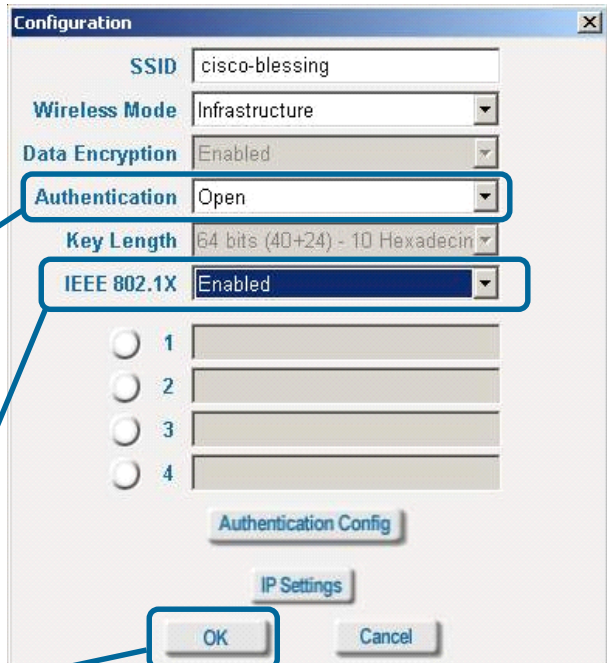 Configuration
SSID cisco-blessing
Wireless Mode Infrastructure
Data Encryption Enabled
Authentication Open
Key Length 64 bits (40+24) - 10 Hexadecin
IEEE 802.1X Enabled
1
2
3
4
Authentication Config
IP Settings
OK Cancel